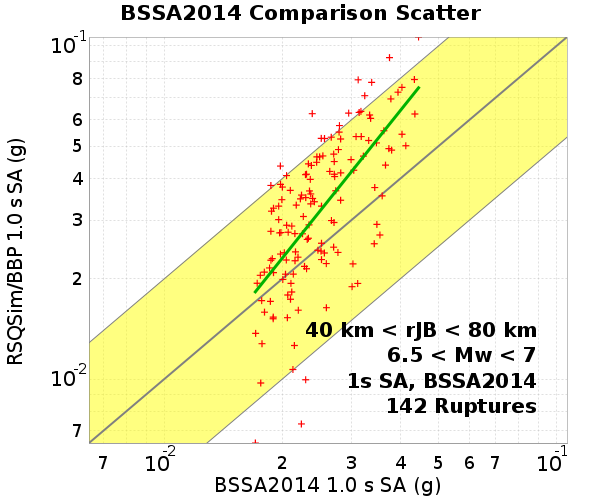 BSSA2014 Comparison Scatter
RSQSim/BBP 1.0 s SA (g)
10-1
8
6
5
4
3
2
10-2
7
40 km < rJB < 80 km
6.5 < Mw < 7
1s SA, BSSA2014
142 Ruptures
7 10-2 2 3 4 5 6 7 10-1
BSSA2014 1.0 s SA (g)